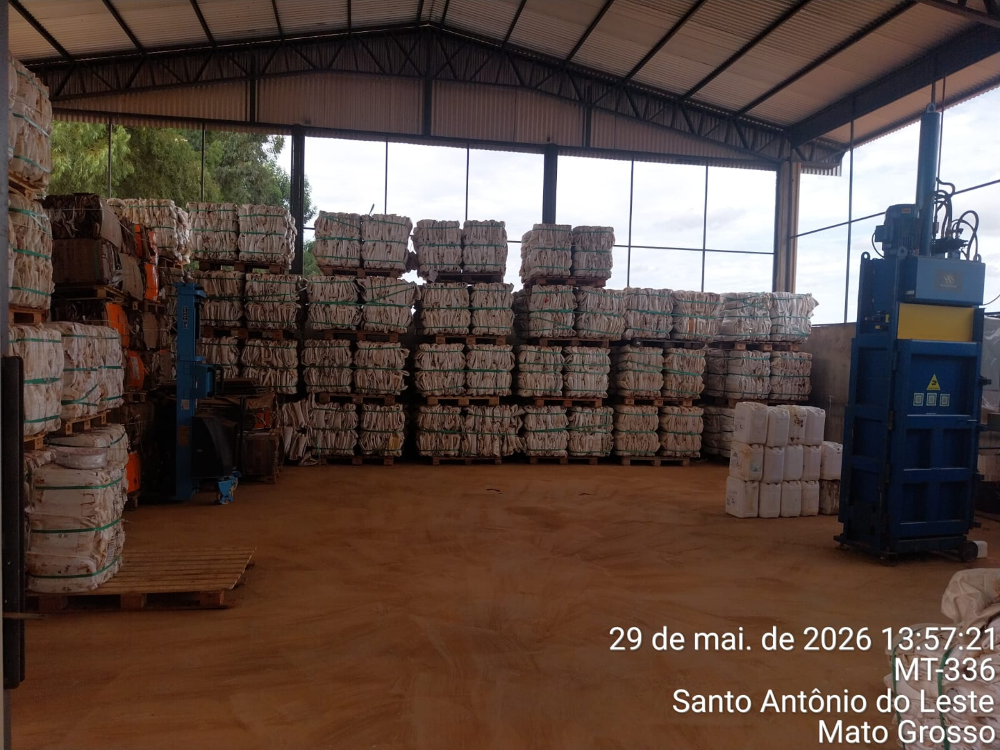 29 de mai. de 2026 13:57:21
MT-336
Santo Antônio do Leste
Mato Grosso